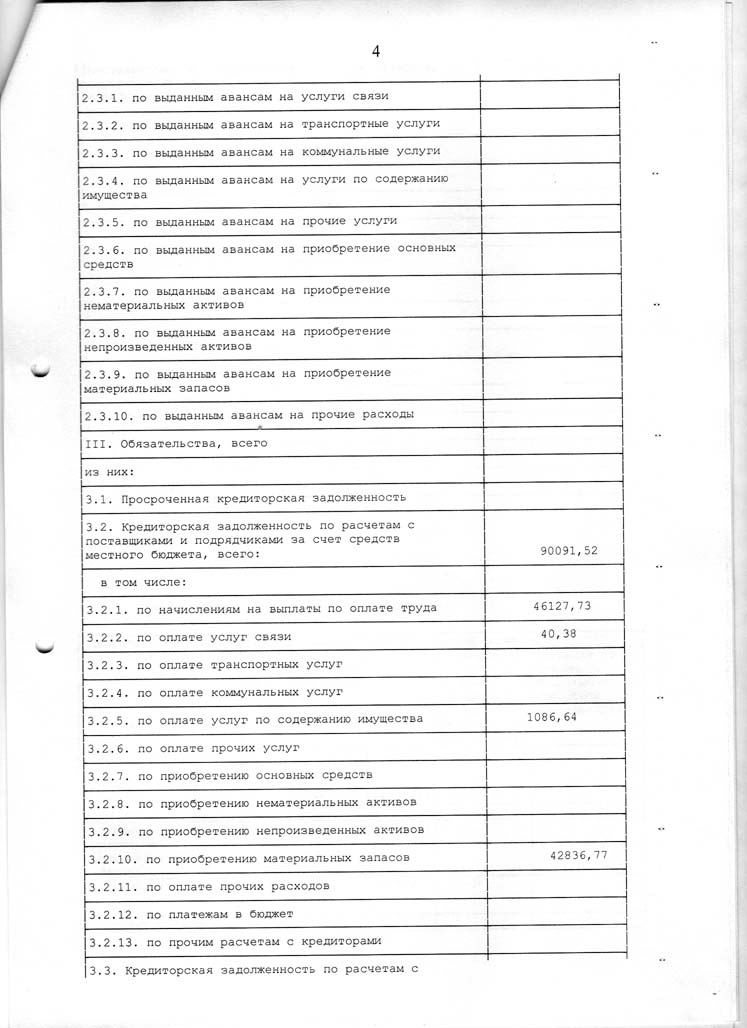 4
2.3.1. по выданным авансам на услуги связи
2.3.2. по выданным авансам на транспортные услуги
2.3.3. по выданным авансам на коммунальные услуги
2.3.4. по выданным авансам на услуги по содержанию
имущества
2.3.5. по выданным авансам на прочие услуги
2.3.6. по выданным авансам на приобретение основных
средств
2.3.7. по выданным авансам на приобретение
нематериальных активов
2.3.8. по выданным авансам на приобретение
непроизведенных активов
2.3.9. по выданным авансам на приобретение
материальных запасов
2.3.10. по выданным авансам на прочие расходы
III. Обязательства, всего
из них:
3.1. Просроченная кредиторская задолженность
3.2. Кредиторская задолженность по расчетам с
поставщиками и подрядчиками за счет средств
местного бюджета, всего: 90091,52
в том числе:
3.2.1. по начислениям на выплаты по оплате труда 46127,73
3.2.2. по оплате услуг связи 40,38
3.2.3. по оплате транспортных услуг
3.2.4. по оплате коммунальных услуг
3.2.5. по оплате услуг по содержанию имущества 1086,64
3.2.6. по оплате прочих услуг
3.2.7. по приобретению основных средств
3.2.8. по приобретению нематериальных активов
3.2.9. по приобретению непроизведенных активов
3.2.10. по приобретению материальных запасов 42836,77
3.2.11. по оплате прочих расходов
3.2.12. по платежам в бюджет
3.2.13. по прочим расчетам с кредиторами
3.3. Кредиторская задолженность по расчетам с